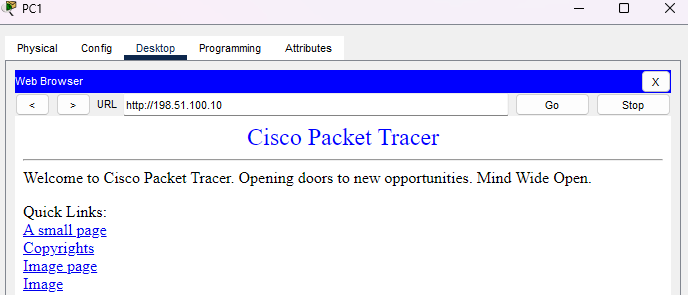 PC1
Physical Config Desktop Programming Attributes
Web Browser X
< > URL http://198.51.100.10 Go Stop
Cisco Packet Tracer
Welcome to Cisco Packet Tracer. Opening doors to new opportunities. Mind Wide Open.
Quick Links:
A small page
Copyrights
Image page
Image